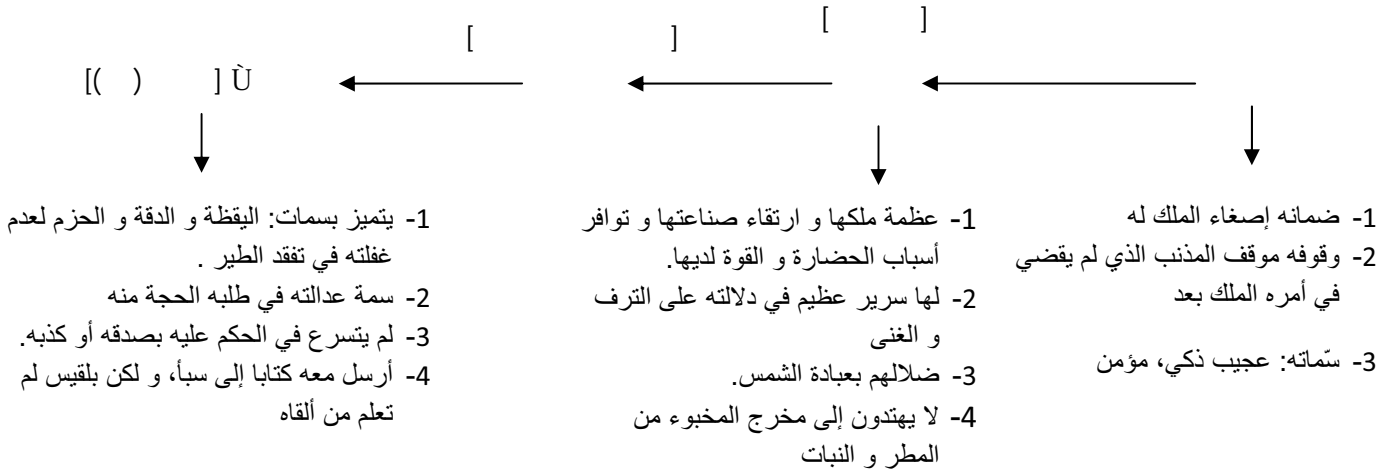 [ ]
[ ]
Ù [ ( )]
1- ضمانه إصغاء الملك له
2- وقوفه موقف المذنب الذي لم يقضي
في أمره الملك بعد
3- سّماته: عجيب ذكي، مؤمن
1- عظمة ملكها و ارتقاء صناعتها و توافر
أسباب الحضارة و القوة لديها.
2- لها سرير عظيم في دلالته على الترف
و الغنى
3- ضلالهم بعبادة الشمس.
4- لا يهتدون إلى مخرج المخبوء من
المطر و النبات
1- يتميز بسمات: اليقظة و الدقة و الحزم لعدم
غفلته في تفقد الطير .
2- سمة عدالته في طلبه الحجة منه
3- لم يتسرع في الحكم عليه بصدقه أو كذبه.
4- أرسل معه كتابا إلى سبأ، و لكن بلقيس لم
تعلم من ألقاه